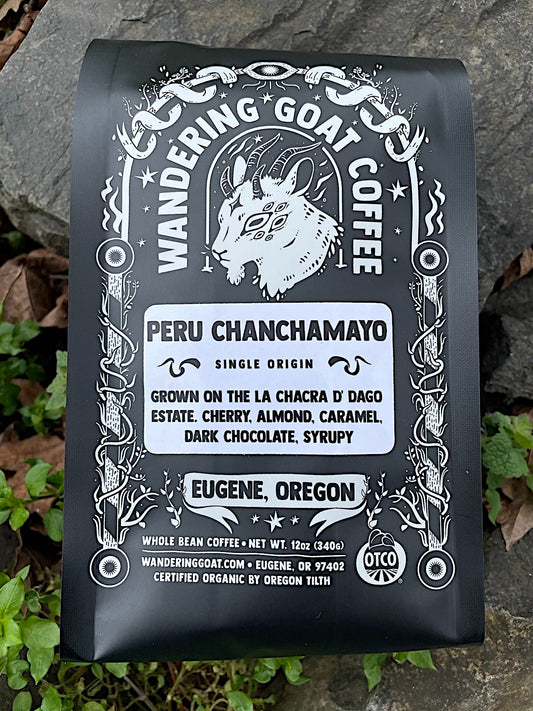 WANDERING GOAT COFFEE
PERU CHANCHAMAYO
SINGLE ORIGIN
GROWN ON THE LA CHACRA D' DAGO
ESTATE. CHERRY, ALMOND, CARAMEL,
DARK CHOCOLATE, SYRUPY
EUGENE, OREGON
WHOLE BEAN COFFEE • NET WT. 12OZ (340G)
WANDERINGGOAT.COM • EUGENE, OR 97402
CERTIFIED ORGANIC BY OREGON TILTH
OTCO
®